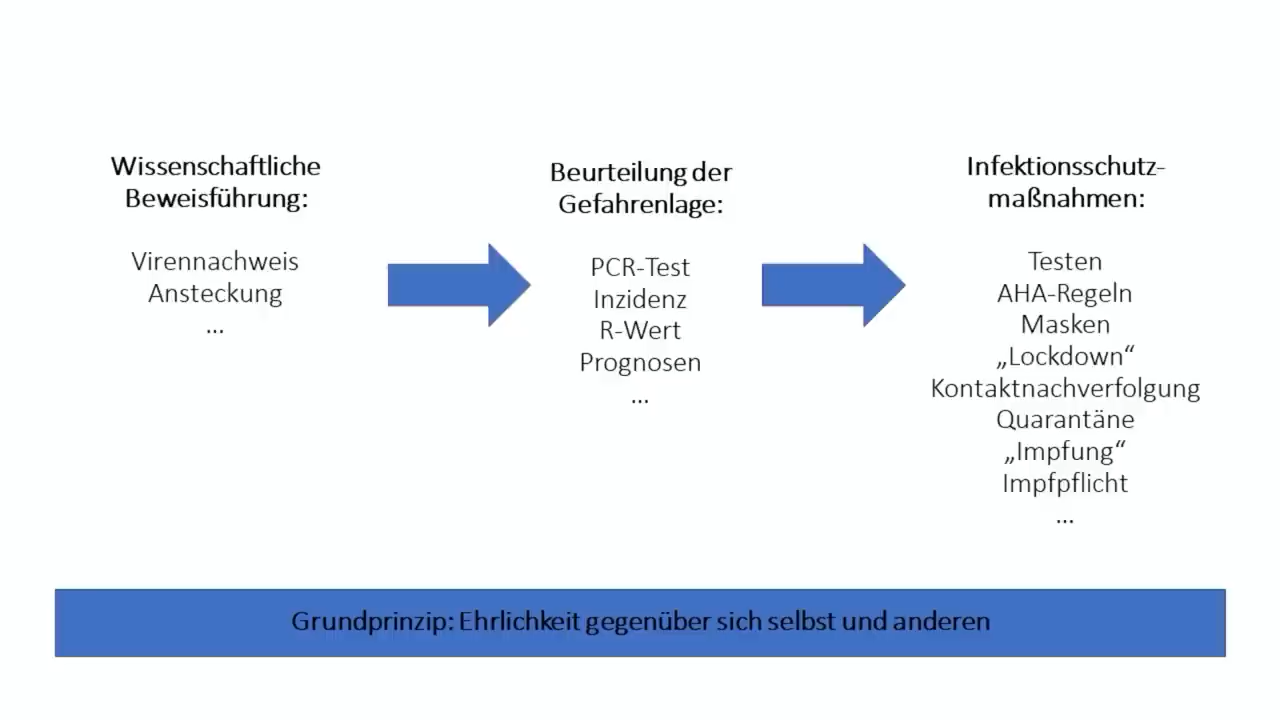 Wissenschaftliche
Beweisführung:
Virennachweis
Ansteckung
...
Beurteilung der
Gefahrenlage:
PCR-Test
Inzidenz
R-Wert
Prognosen
...
Infektionsschutz-
maßnahmen:
Testen
AHA-Regeln
Masken
„Lockdown“
Kontaktnachverfolgung
Quarantäne
„Impfung“
Impfpflicht
...
Grundprinzip: Ehrlichkeit gegenüber sich selbst und anderen